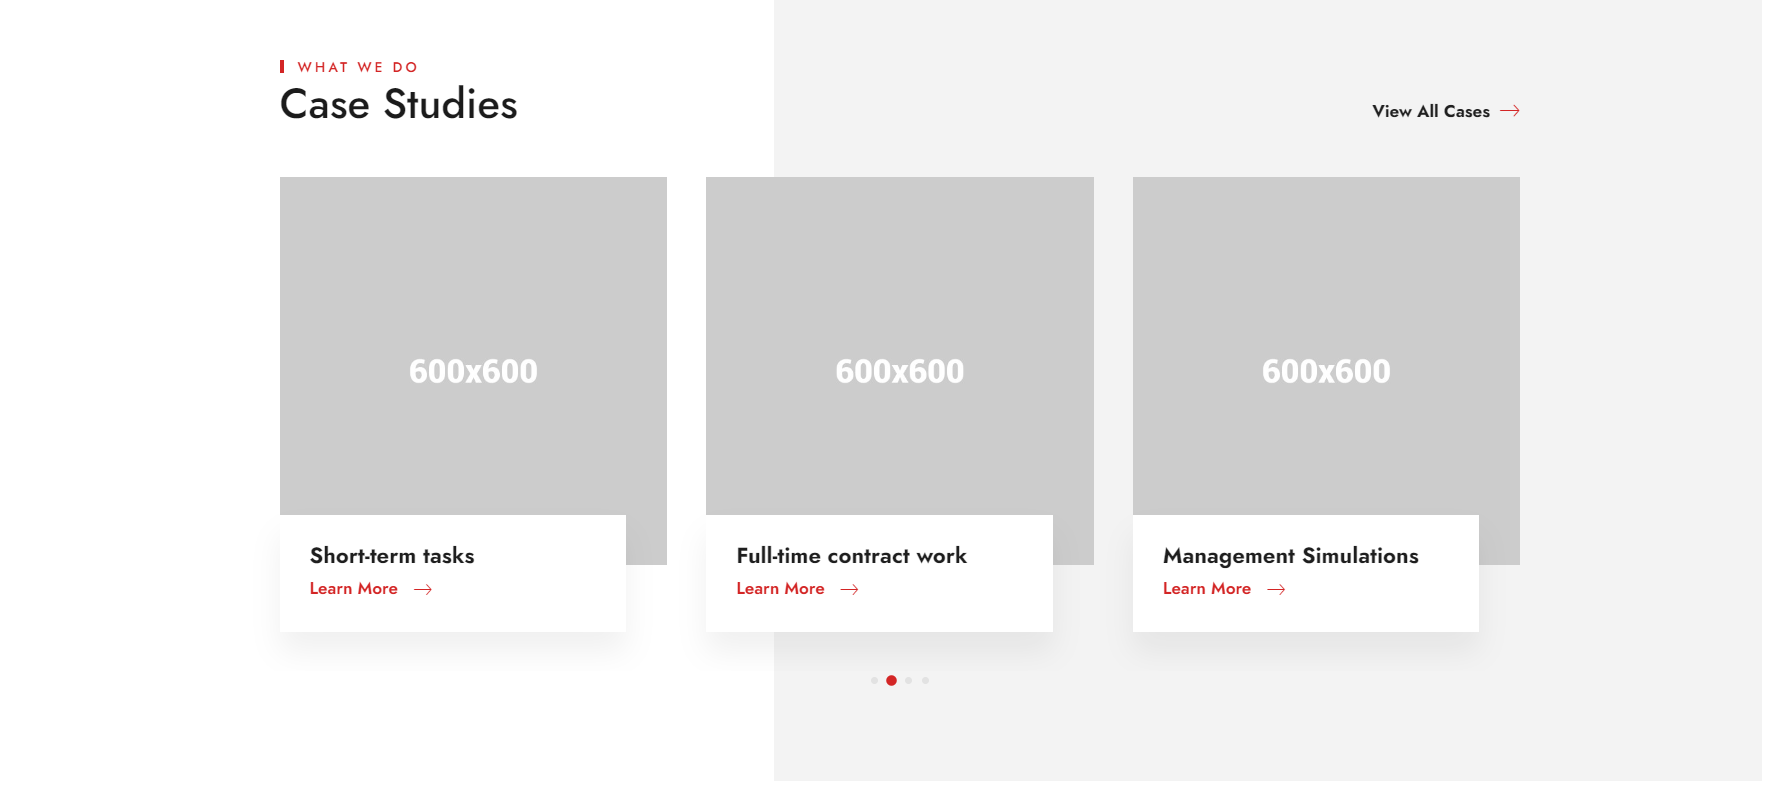 WHAT WE DO
Case Studies
View All Cases
600x600
600x600
600x600
Short-term tasks
Learn More
Full-time contract work
Learn More
Management Simulations
Learn More